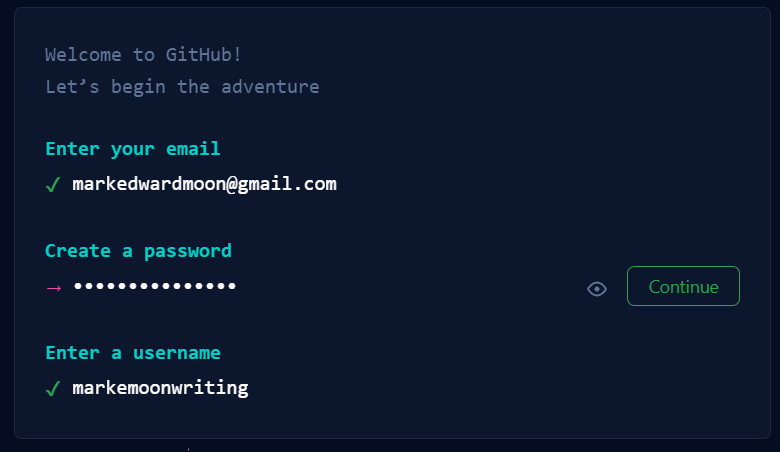 Welcome to GitHub!
Let’s begin the adventure
Enter your email
✓ markedwardmoon@gmail.com
Create a password
→ •••••••••••••••
Continue
Enter a username
✓ markemoonwriting